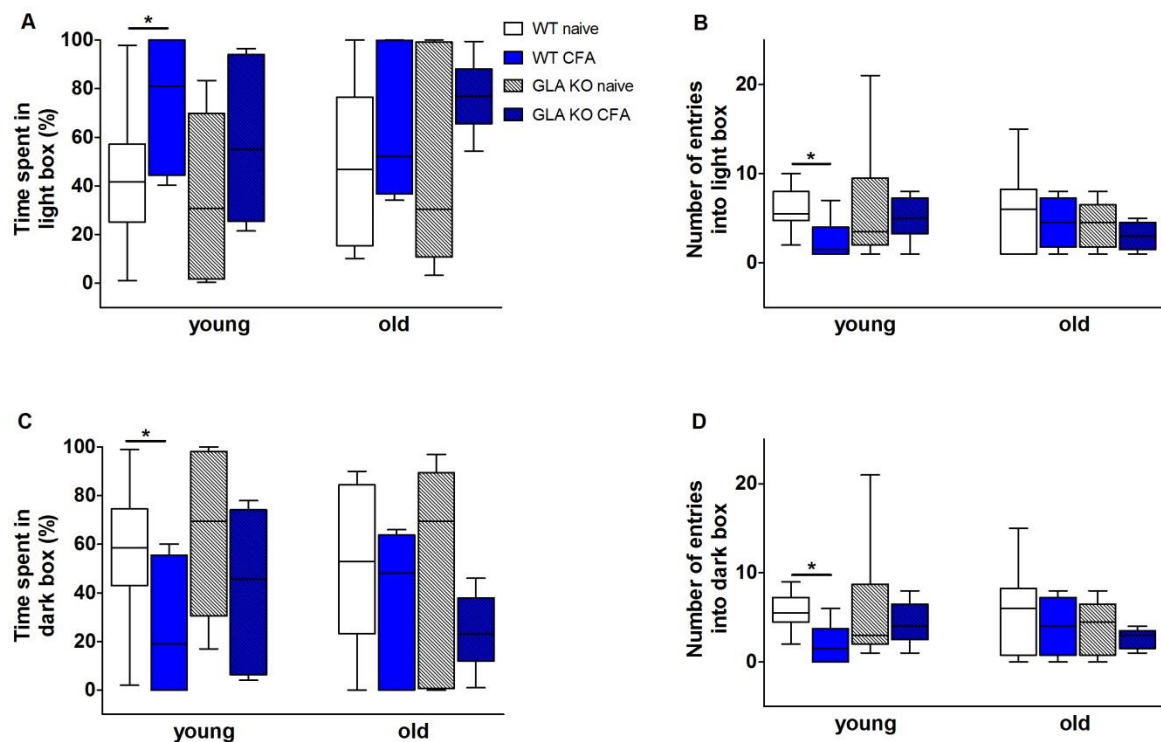 A
*
100
80
60
40
20
0
Time spent in
light box (%)
young
old
WT naive
WT CFA
GLA KO naive
GLA KO CFA
B
*
20
10
0
Number of entries
into light box
young
old
C
*
100
80
60
40
20
0
Time spent in
dark box (%)
young
old
D
*
20
10
0
Number of entries
into dark box
young
old